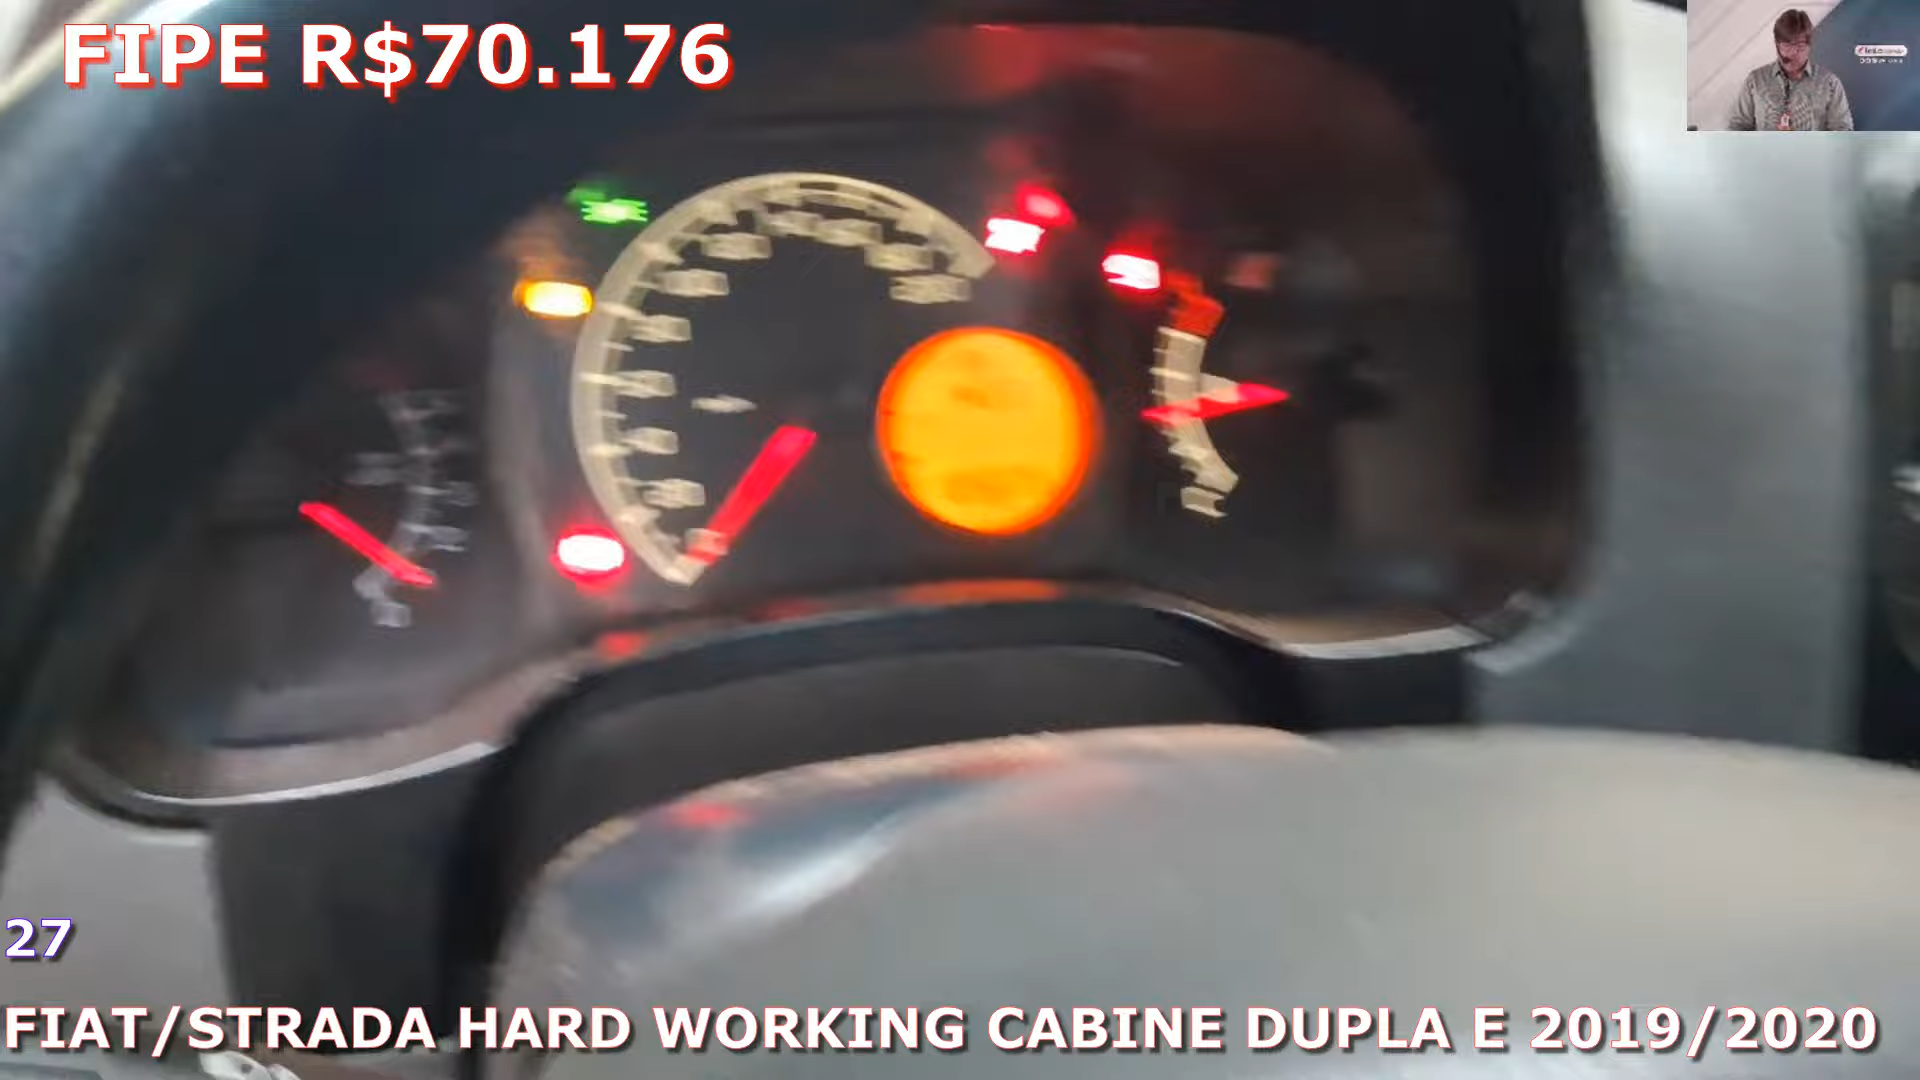 FIPE R$70.176
27
FIAT/STRADA HARD WORKING CABINE DUPLA E 2019/2020